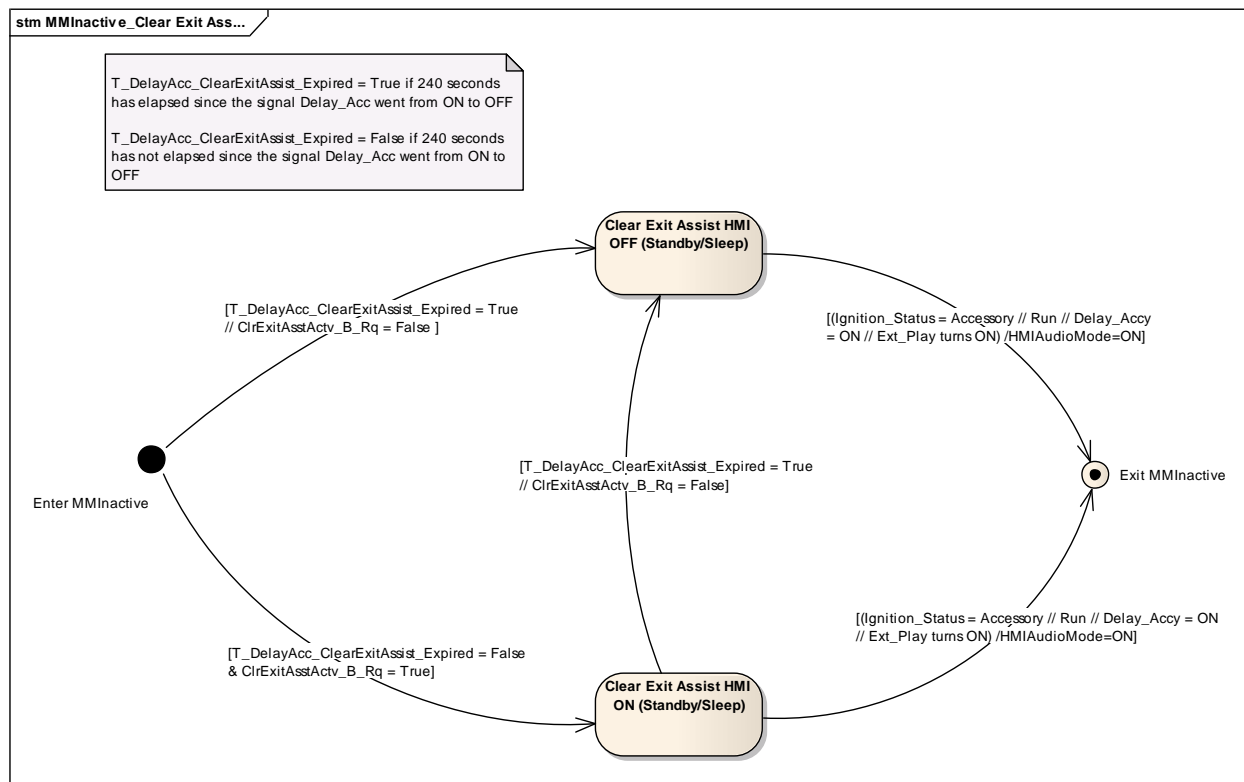 stm MMInactive_Clear Exit Ass...
T_DelayAcc_ClearExitAssist_Expired = True if 240 seconds
has elapsed since the signal Delay_Acc went from ON to OFF
T_DelayAcc_ClearExitAssist_Expired = False if 240 seconds
has not elapsed since the signal Delay_Acc went from ON to
OFF
Clear Exit Assist HMI
OFF (Standby/Sleep)
[T_DelayAcc_ClearExitAssist_Expired = True
// ClrExitAsstActv_B_Rq = False ]
[(Ignition_Status = Accessory // Run // Delay_Accy
= ON // Ext_Play turns ON) /HMIAudioMode=ON]
[T_DelayAcc_ClearExitAssist_Expired = True
// ClrExitAsstActv_B_Rq = False]
Enter MMInactive
Exit MMInactive
[(Ignition_Status = Accessory // Run // Delay_Accy = ON
// Ext_Play turns ON) /HMIAudioMode=ON]
[T_DelayAcc_ClearExitAssist_Expired = False
& ClrExitAsstActv_B_Rq = True]
Clear Exit Assist HMI
ON (Standby/Sleep)